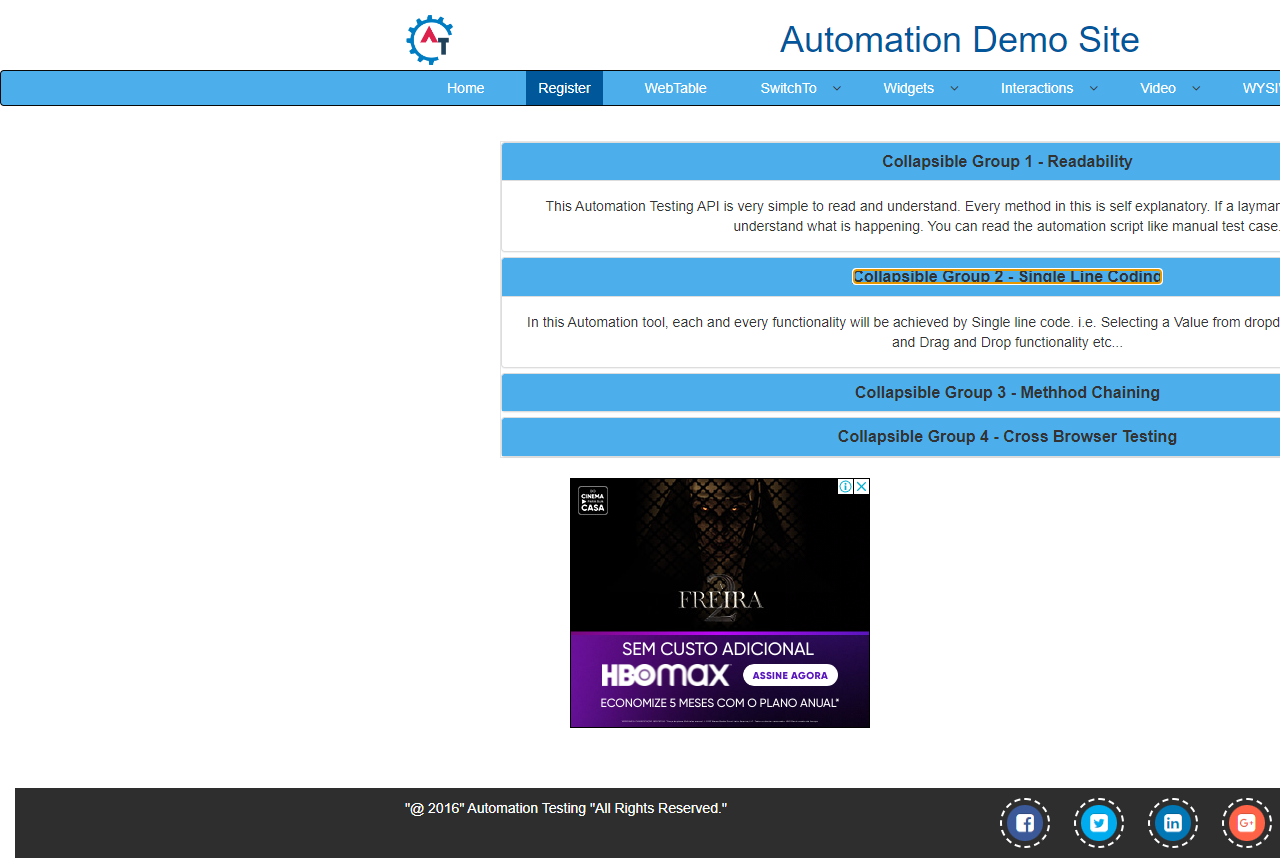 AT
Automation Demo Site
Home Register WebTable SwitchTo Widgets Interactions Video WYSI
Collapsible Group 1 - Readability
This Automation Testing API is very simple to read and understand. Every method in this is self explanatory. If a layman
understand what is happening. You can read the automation script like manual test case.
Collapsible Group 2 - Single Line Coding
In this Automation tool, each and every functionality will be achieved by Single line code. i.e. Selecting a Value from dropd
and Drag and Drop functionality etc...
Collapsible Group 3 - Methhod Chaining
Collapsible Group 4 - Cross Browser Testing
CINEMA
PARA SUA
CASA
FREIRA
2
SEM CUSTO ADICIONAL
HBOMAX ASSINE AGORA
ECONOMIZE 5 MESES COM O PLANO ANUAL*
"@ 2016" Automation Testing "All Rights Reserved."